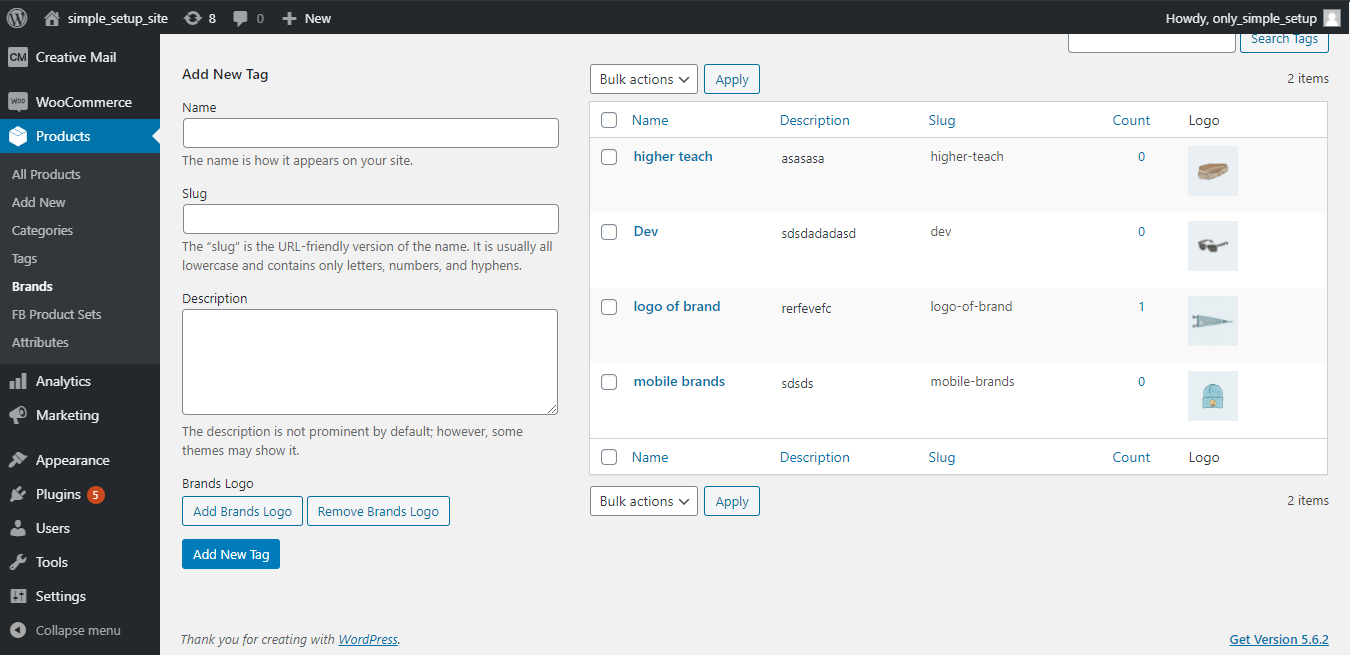 simple_setup_site 8 0 New Howdy, only_simple_setup
CM Creative Mail
WOO WooCommerce
Products
All Products
Add New
Categories
Tags
Brands
FB Product Sets
Attributes
Analytics
Marketing
Appearance
Plugins 5
Users
Tools
Settings
Collapse menu
Add New Tag
Name
The name is how it appears on your site.
Slug
The “slug” is the URL-friendly version of the name. It is usually all
lowercase and contains only letters, numbers, and hyphens.
Description
The description is not prominent by default; however, some
themes may show it.
Brands Logo
Add Brands Logo Remove Brands Logo
Add New Tag
Search Tags
Bulk actions Apply 2 items
Name Description Slug Count Logo
higher teach asasasa higher-teach 0
Dev sdsdadadasd dev 0
logo of brand rerfevefc logo-of-brand 1
mobile brands sdsds mobile-brands 0
Name Description Slug Count Logo
Bulk actions Apply 2 items
Thank you for creating with WordPress. Get Version 5.6.2